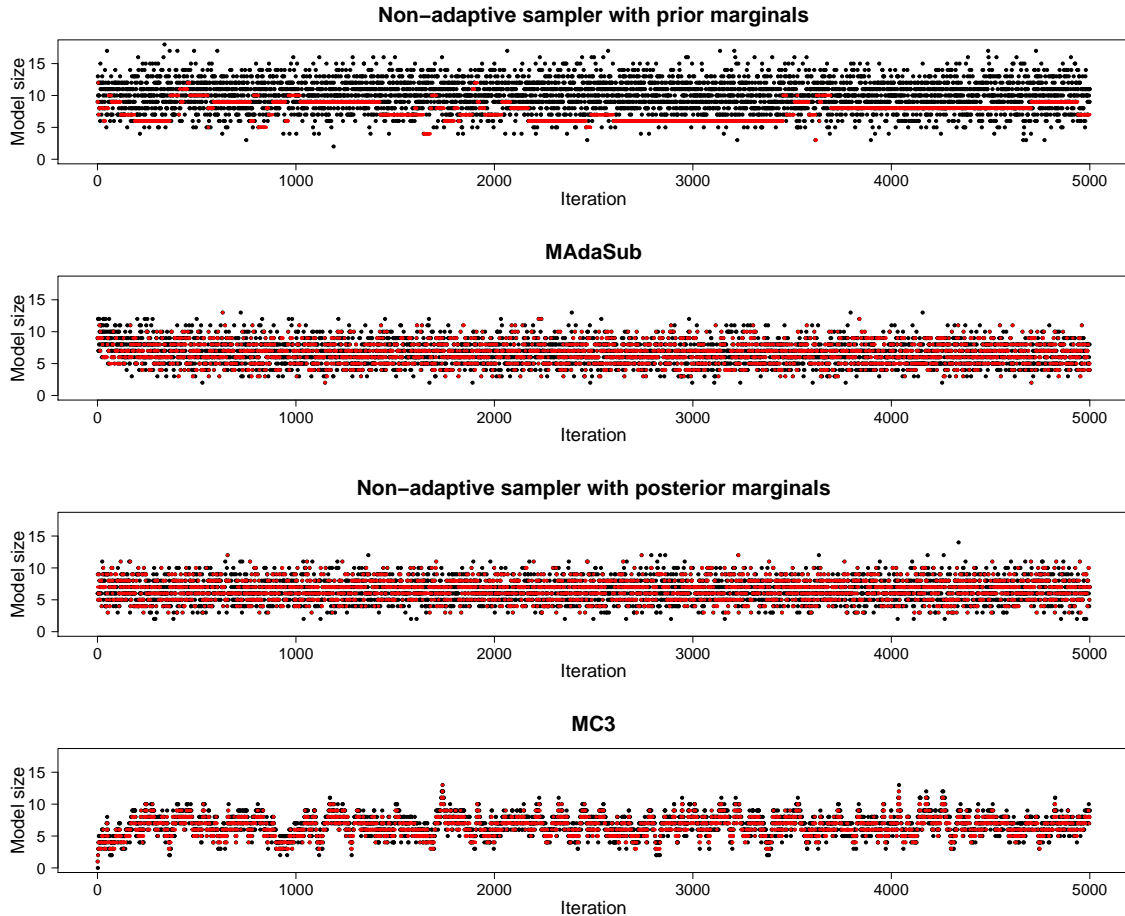 Non−adaptive sampler with prior marginals
Model size
15
10
5
0
0 1000 2000 3000 4000 5000
Iteration
MAdaSub
Model size
15
10
5
0
0 1000 2000 3000 4000 5000
Iteration
Non−adaptive sampler with posterior marginals
Model size
15
10
5
0
0 1000 2000 3000 4000 5000
Iteration
MC3
Model size
15
10
5
0
0 1000 2000 3000 4000 5000
Iteration